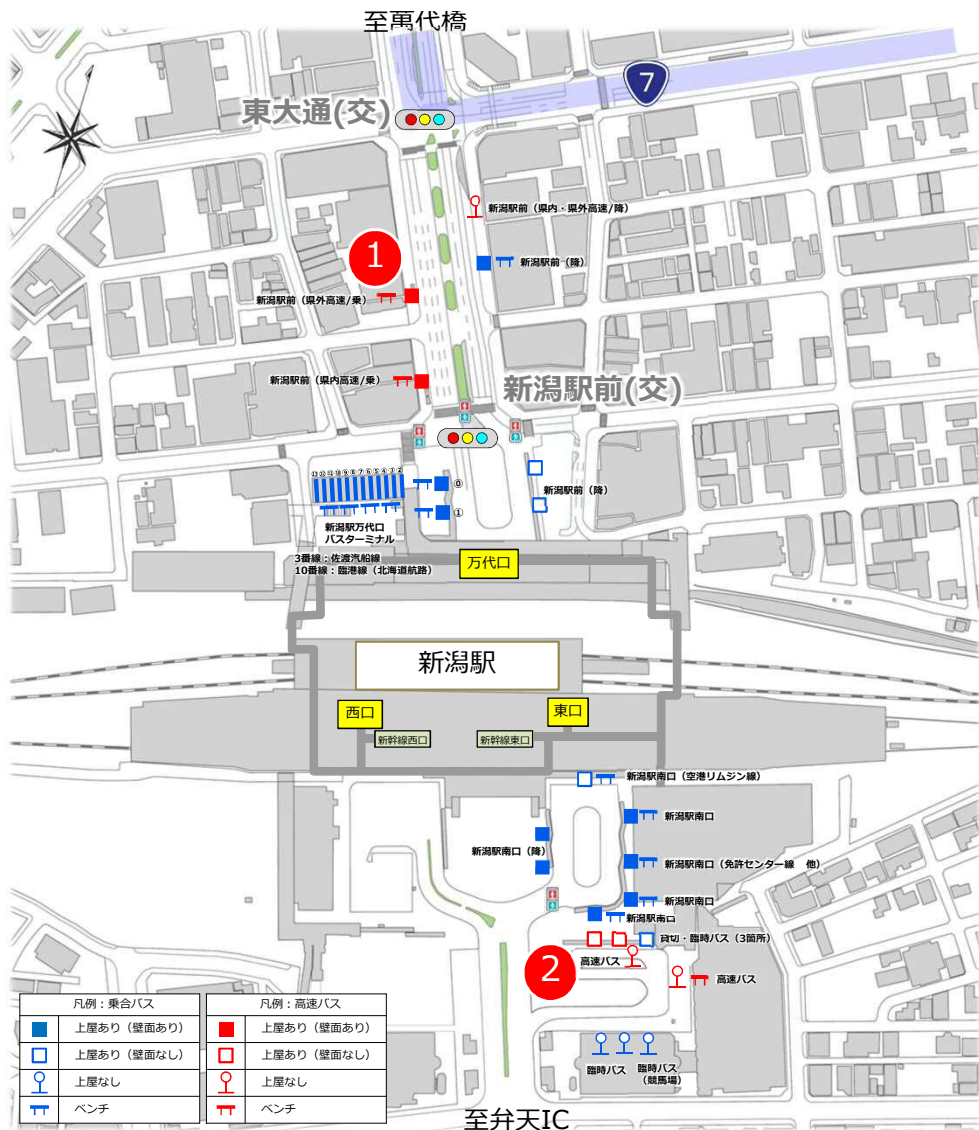 至萬代橋
7
東大通(交)
新潟駅前（県内・県外高速/降）
1
新潟駅前（降）
新潟駅前（県外高速/乗）
新潟駅前（県内高速/乗）
新潟駅前(交)
⑬⑫⑪⑩⑨⑧⑦⑥⑤④③②
⓪
①
新潟駅前（降）
新潟駅万代口
バスターミナル
3番線：佐渡汽船線
10番線：臨港線（北海道航路）
万代口
新潟駅
西口
東口
新幹線西口
新幹線東口
新潟駅南口（空港リムジン線）
新潟駅南口
新潟駅南口（降）
新潟駅南口（免許センター線　他）
新潟駅南口
新潟駅南口
貸切・臨時バス（3箇所）
2
高速バス
高速バス
臨時バス
臨時バス
（競馬場）
凡例：乗合バス
上屋あり（壁面あり）
上屋あり（壁面なし）
上屋なし
ベンチ
凡例：高速バス
上屋あり（壁面あり）
上屋あり（壁面なし）
上屋なし
ベンチ
至弁天IC